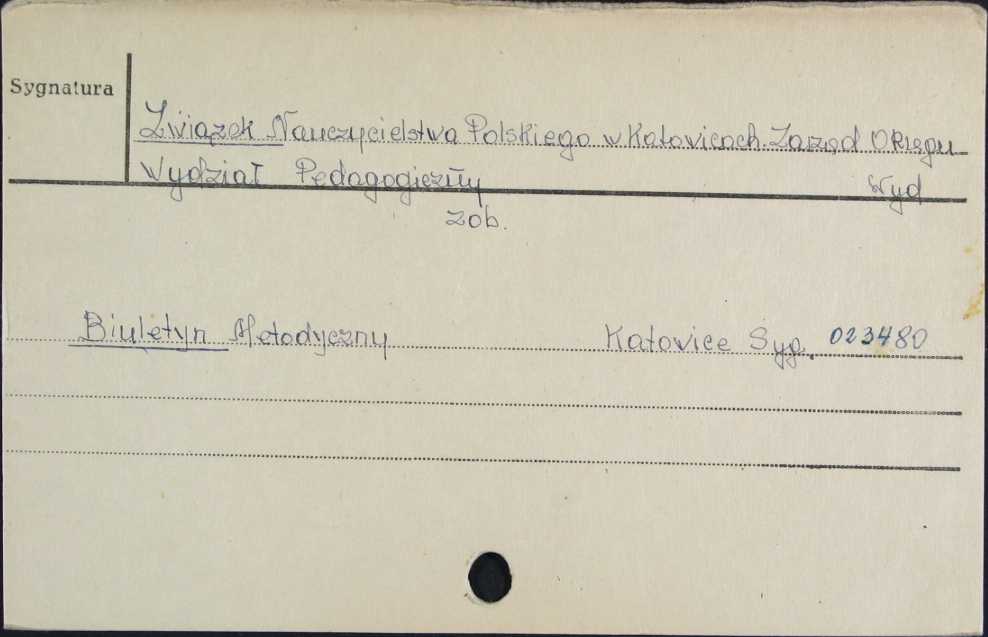 Sygnatura
Związek Nauczycielstwa Polskiego w Katowicach. Zarząd Okręgu
Wydział Pedagogiczny Wyd
zob.
Biuletyn Metodyczny Katowice Syg. 023480